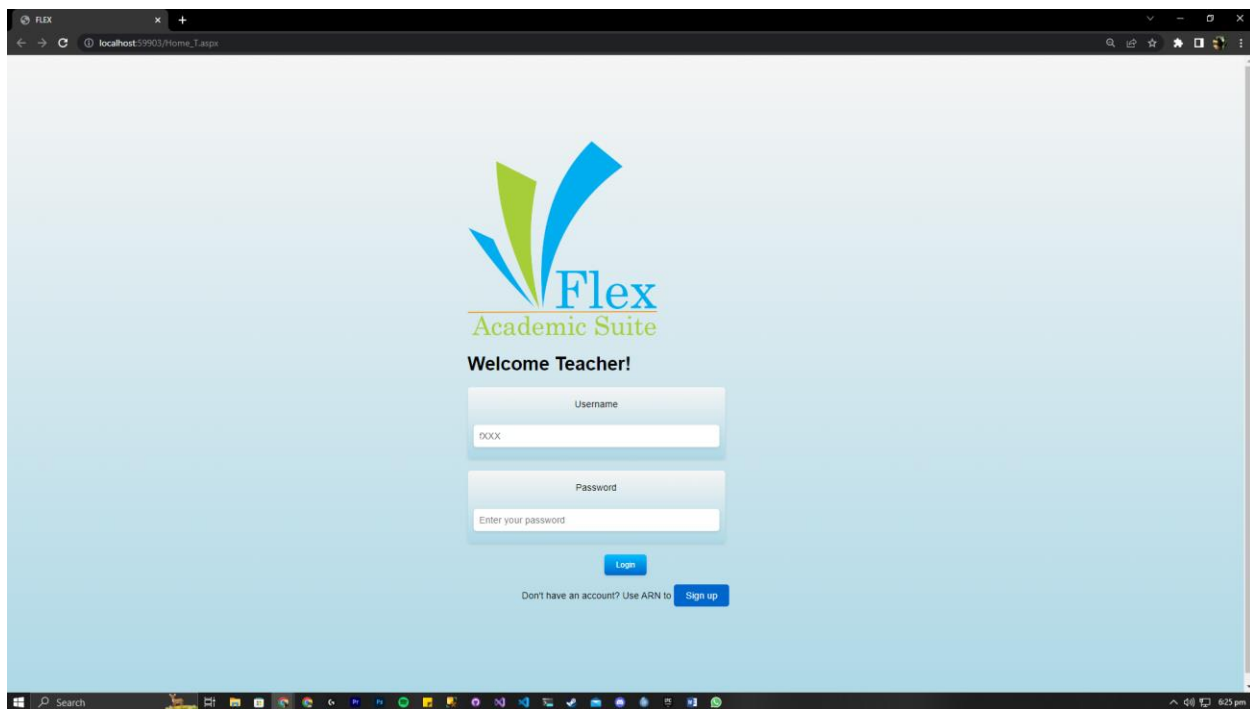 FLEX
localhost:59903/Home_T.aspx
Flex
Academic Suite
Welcome Teacher!
Username
Password
Enter your password
Login
Don't have an account? Use ARN to Sign up
Search
6:25 pm